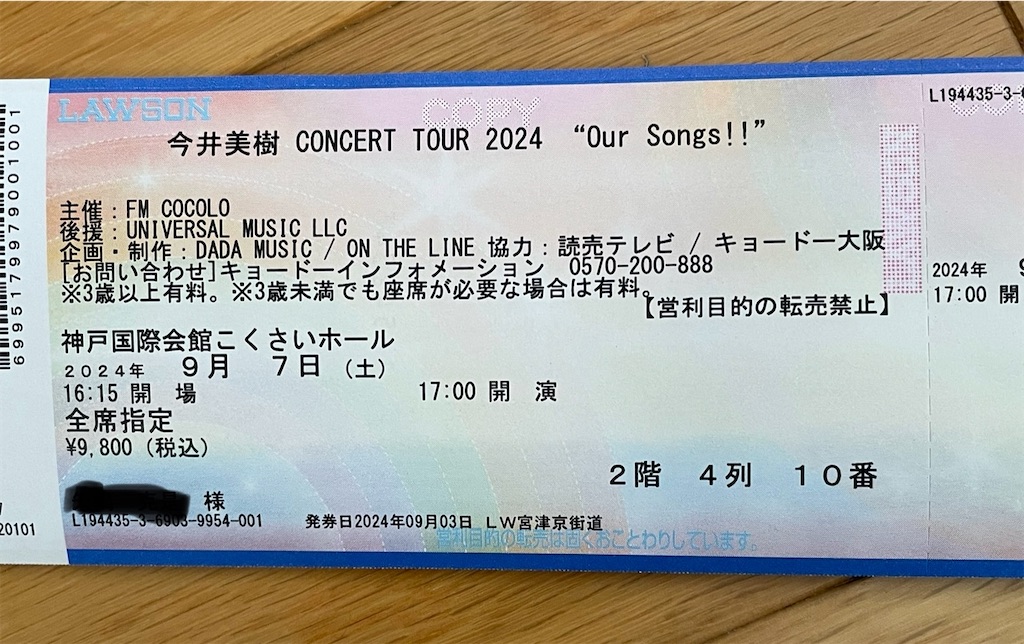 LAWSON
COPY
今井美樹 CONCERT TOUR 2024 “Our Songs!!”
主催：FM COCOLO
後援：UNIVERSAL MUSIC LLC
企画・制作：DADA MUSIC / ON THE LINE 協力：読売テレビ / キョードー大阪
[お問い合わせ]キョードーインフォメーション 0570-200-888
※3歳以上有料。※3歳未満でも座席が必要な場合は有料。
【営利目的の転売禁止】
神戸国際会館こくさいホール
2024年 9月 7日 （土）
16:15 開 場 17:00 開 演
全席指定
¥9,800（税込）
2階 4列 10番
様
L194435-3-6903-9954-001 発券日2024年09月03日 LW宮津京街道
営利目的の転売は固くおことわりしています。
6995179979001001
20101
L194435-3-6
2024年 9
17:00 開